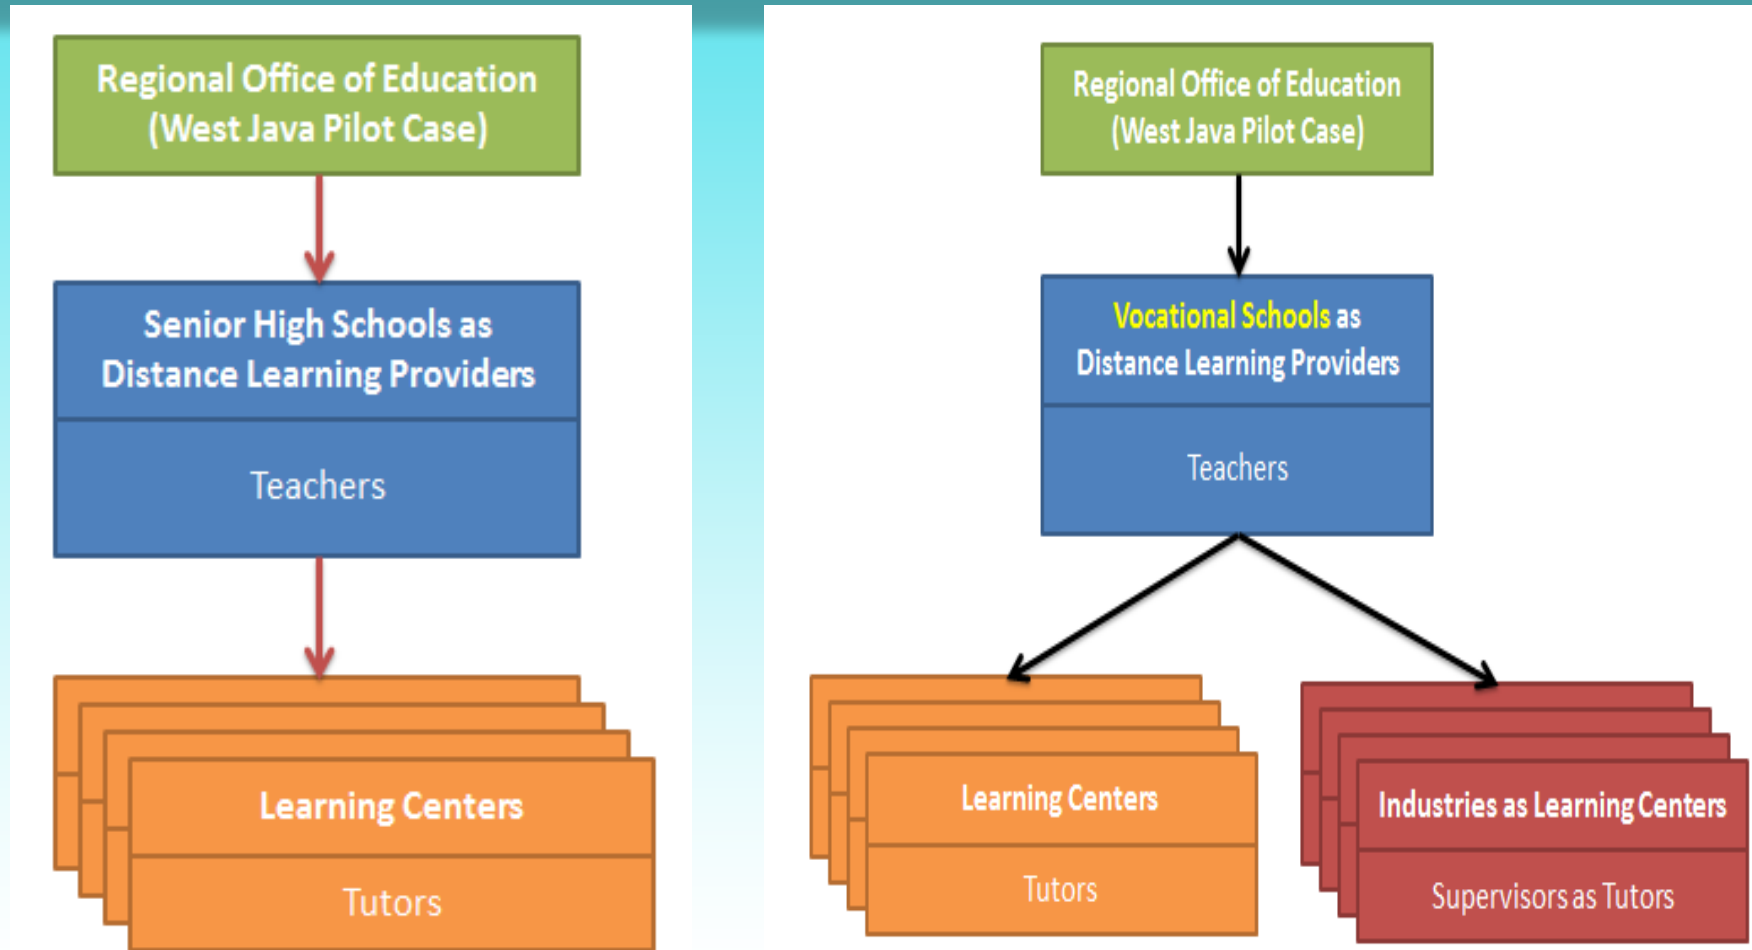 Regional Office of Education
(West Java Pilot Case)
Senior High Schools as
Distance Learning Providers
Teachers
Learning Centers
Tutors
Regional Office of Education
(West Java Pilot Case)
Vocational Schools as
Distance Learning Providers
Teachers
Learning Centers
Tutors
Industries as Learning Centers
Supervisors as Tutors